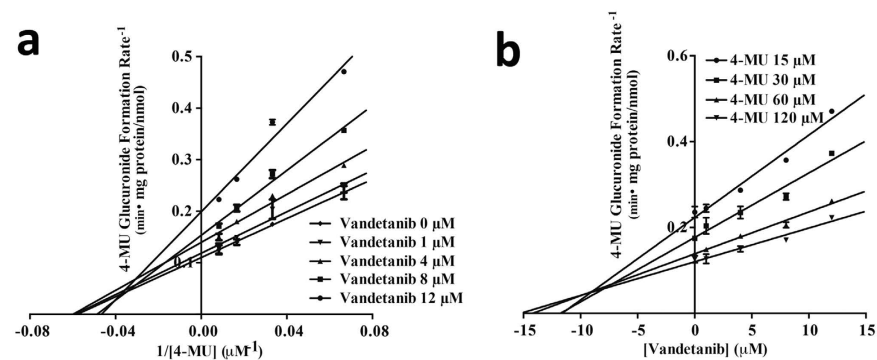 a
4-MU Glucuronide Formation Rate-1
(min• mg protein/nmol)
0.5
0.4
0.3
0.2
0.1
-0.08
-0.04
0.00
0.04
0.08
1/[4-MU] (µM-1)
Vandetanib 0 µM
Vandetanib 1 µM
Vandetanib 4 µM
Vandetanib 8 µM
Vandetanib 12 µM
b
4-MU Glucuronide Formation Rate-1
(min• mg protein/nmol)
0.6
0.4
0.2
-15
-10
-5
0
5
10
15
[Vandetanib] (µM)
4-MU 15 µM
4-MU 30 µM
4-MU 60 µM
4-MU 120 µM